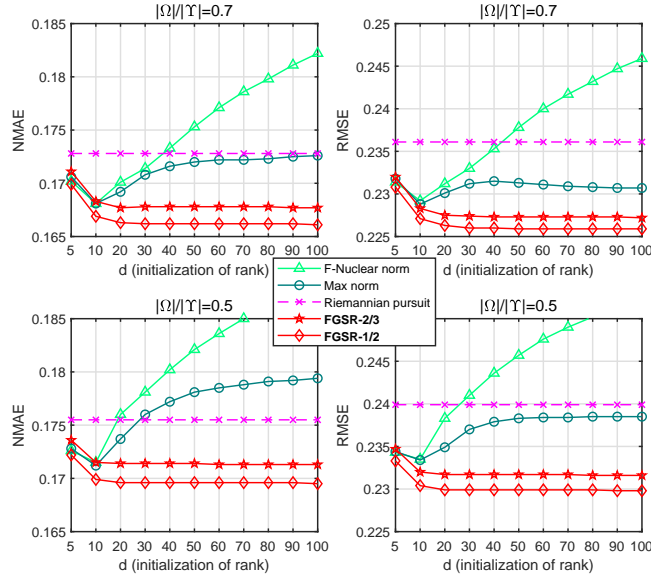 |Ω|/|ϒ|=0.7
0.185
0.18
0.175
0.17
0.165
NMAE
5 10 20 30 40 50 60 70 80 90 100
d (initialization of rank)
|Ω|/|ϒ|=0.7
0.25
0.245
0.24
0.235
0.23
0.225
RMSE
5 10 20 30 40 50 60 70 80 90 100
d (initialization of rank)
F-Nuclear norm
Max norm
Riemannian pursuit
FGSR-2/3
FGSR-1/2
|Ω|/|ϒ|=0.5
0.185
0.18
0.175
0.17
0.165
NMAE
5 10 20 30 40 50 60 70 80 90 100
d (initialization of rank)
|Ω|/|ϒ|=0.5
0.25
0.245
0.24
0.235
0.23
0.225
RMSE
5 10 20 30 40 50 60 70 80 90 100
d (initialization of rank)